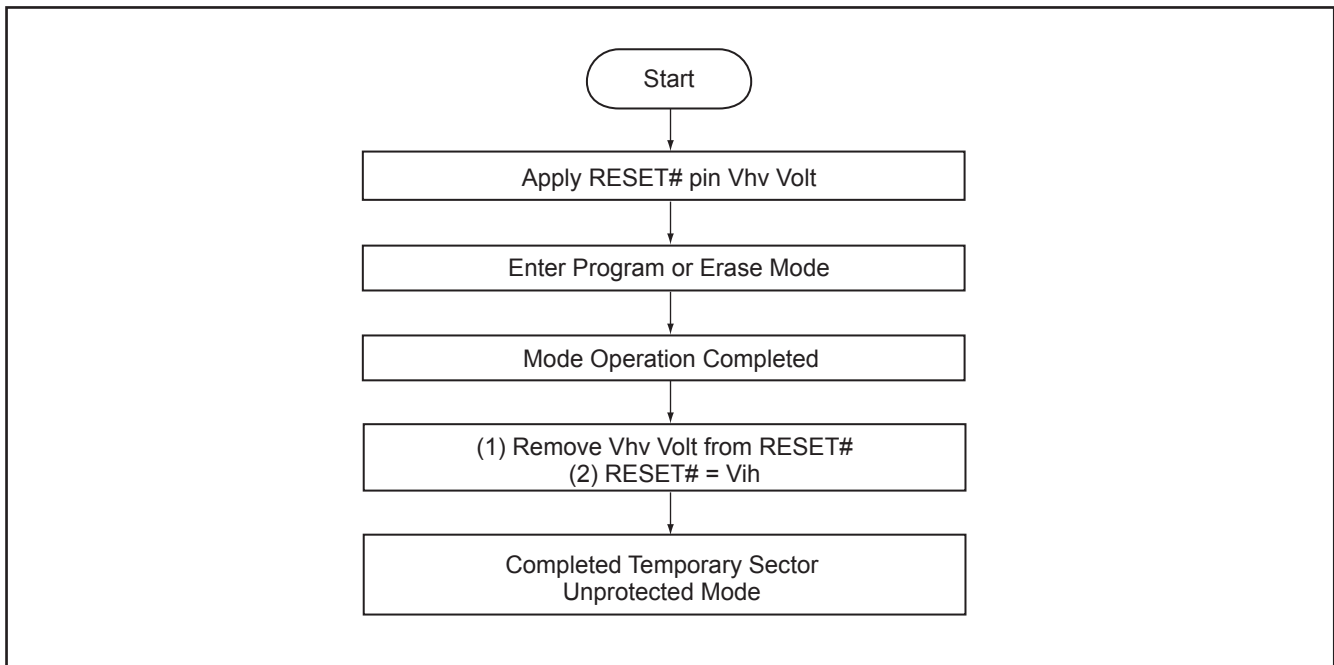 Start
Apply RESET# pin Vhv Volt
Enter Program or Erase Mode
Mode Operation Completed
(1) Remove Vhv Volt from RESET#
(2) RESET# = Vih
Completed Temporary Sector
Unprotected Mode